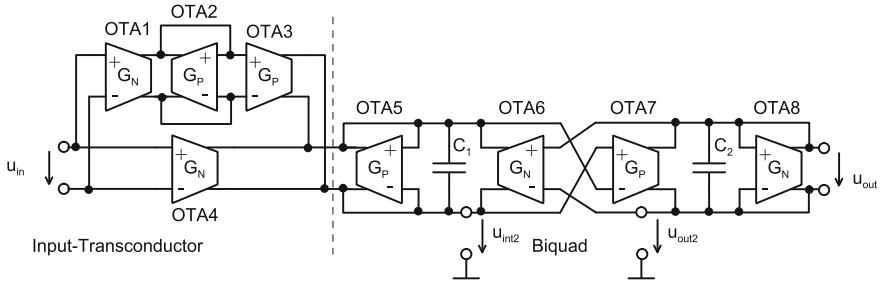 OTA2
OTA1
OTA3
+ G_N -
G_P
+ G_P -
OTA5
OTA6
OTA7
OTA8
+ G_N -
u_in
OTA4
+ G_P -
C_1
+ G_N -
+ G_P -
C_2
+ G_N -
u_out
Input-Transconductor
u_int2
Biquad
u_out2